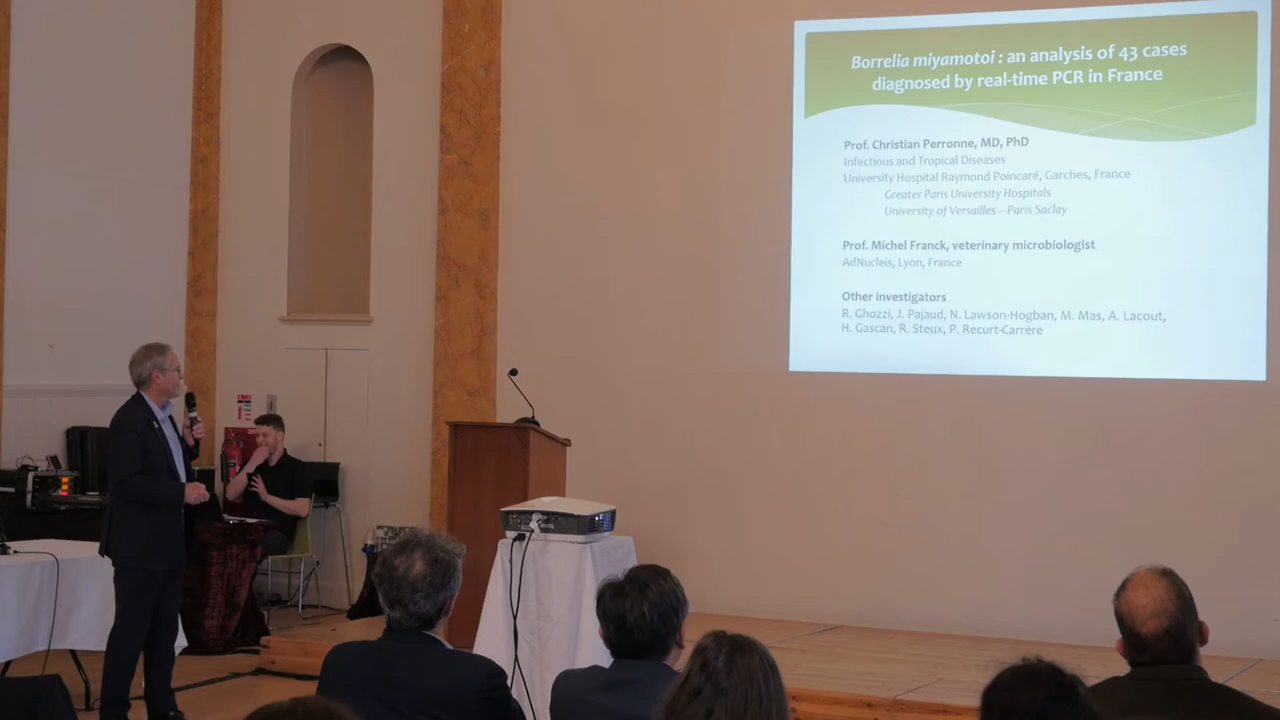 Borrelia miyamotoi : an analysis of 43 cases
diagnosed by real-time PCR in France
Prof. Christian Perronne, MD, PhD
Infectious and Tropical Diseases
University Hospital Raymond Poincaré, Garches, France
Greater Paris University Hospitals
University of Versailles – Paris Saclay
Prof. Michel Franck, veterinary microbiologist
AdNucleis, Lyon, France
Other investigators
R. Ghozzi, J. Pajaud, N. Lawson-Hogban, M. Mas, A. Lacout,
H. Gascan, R. Steux, P. Recurt-Carrère